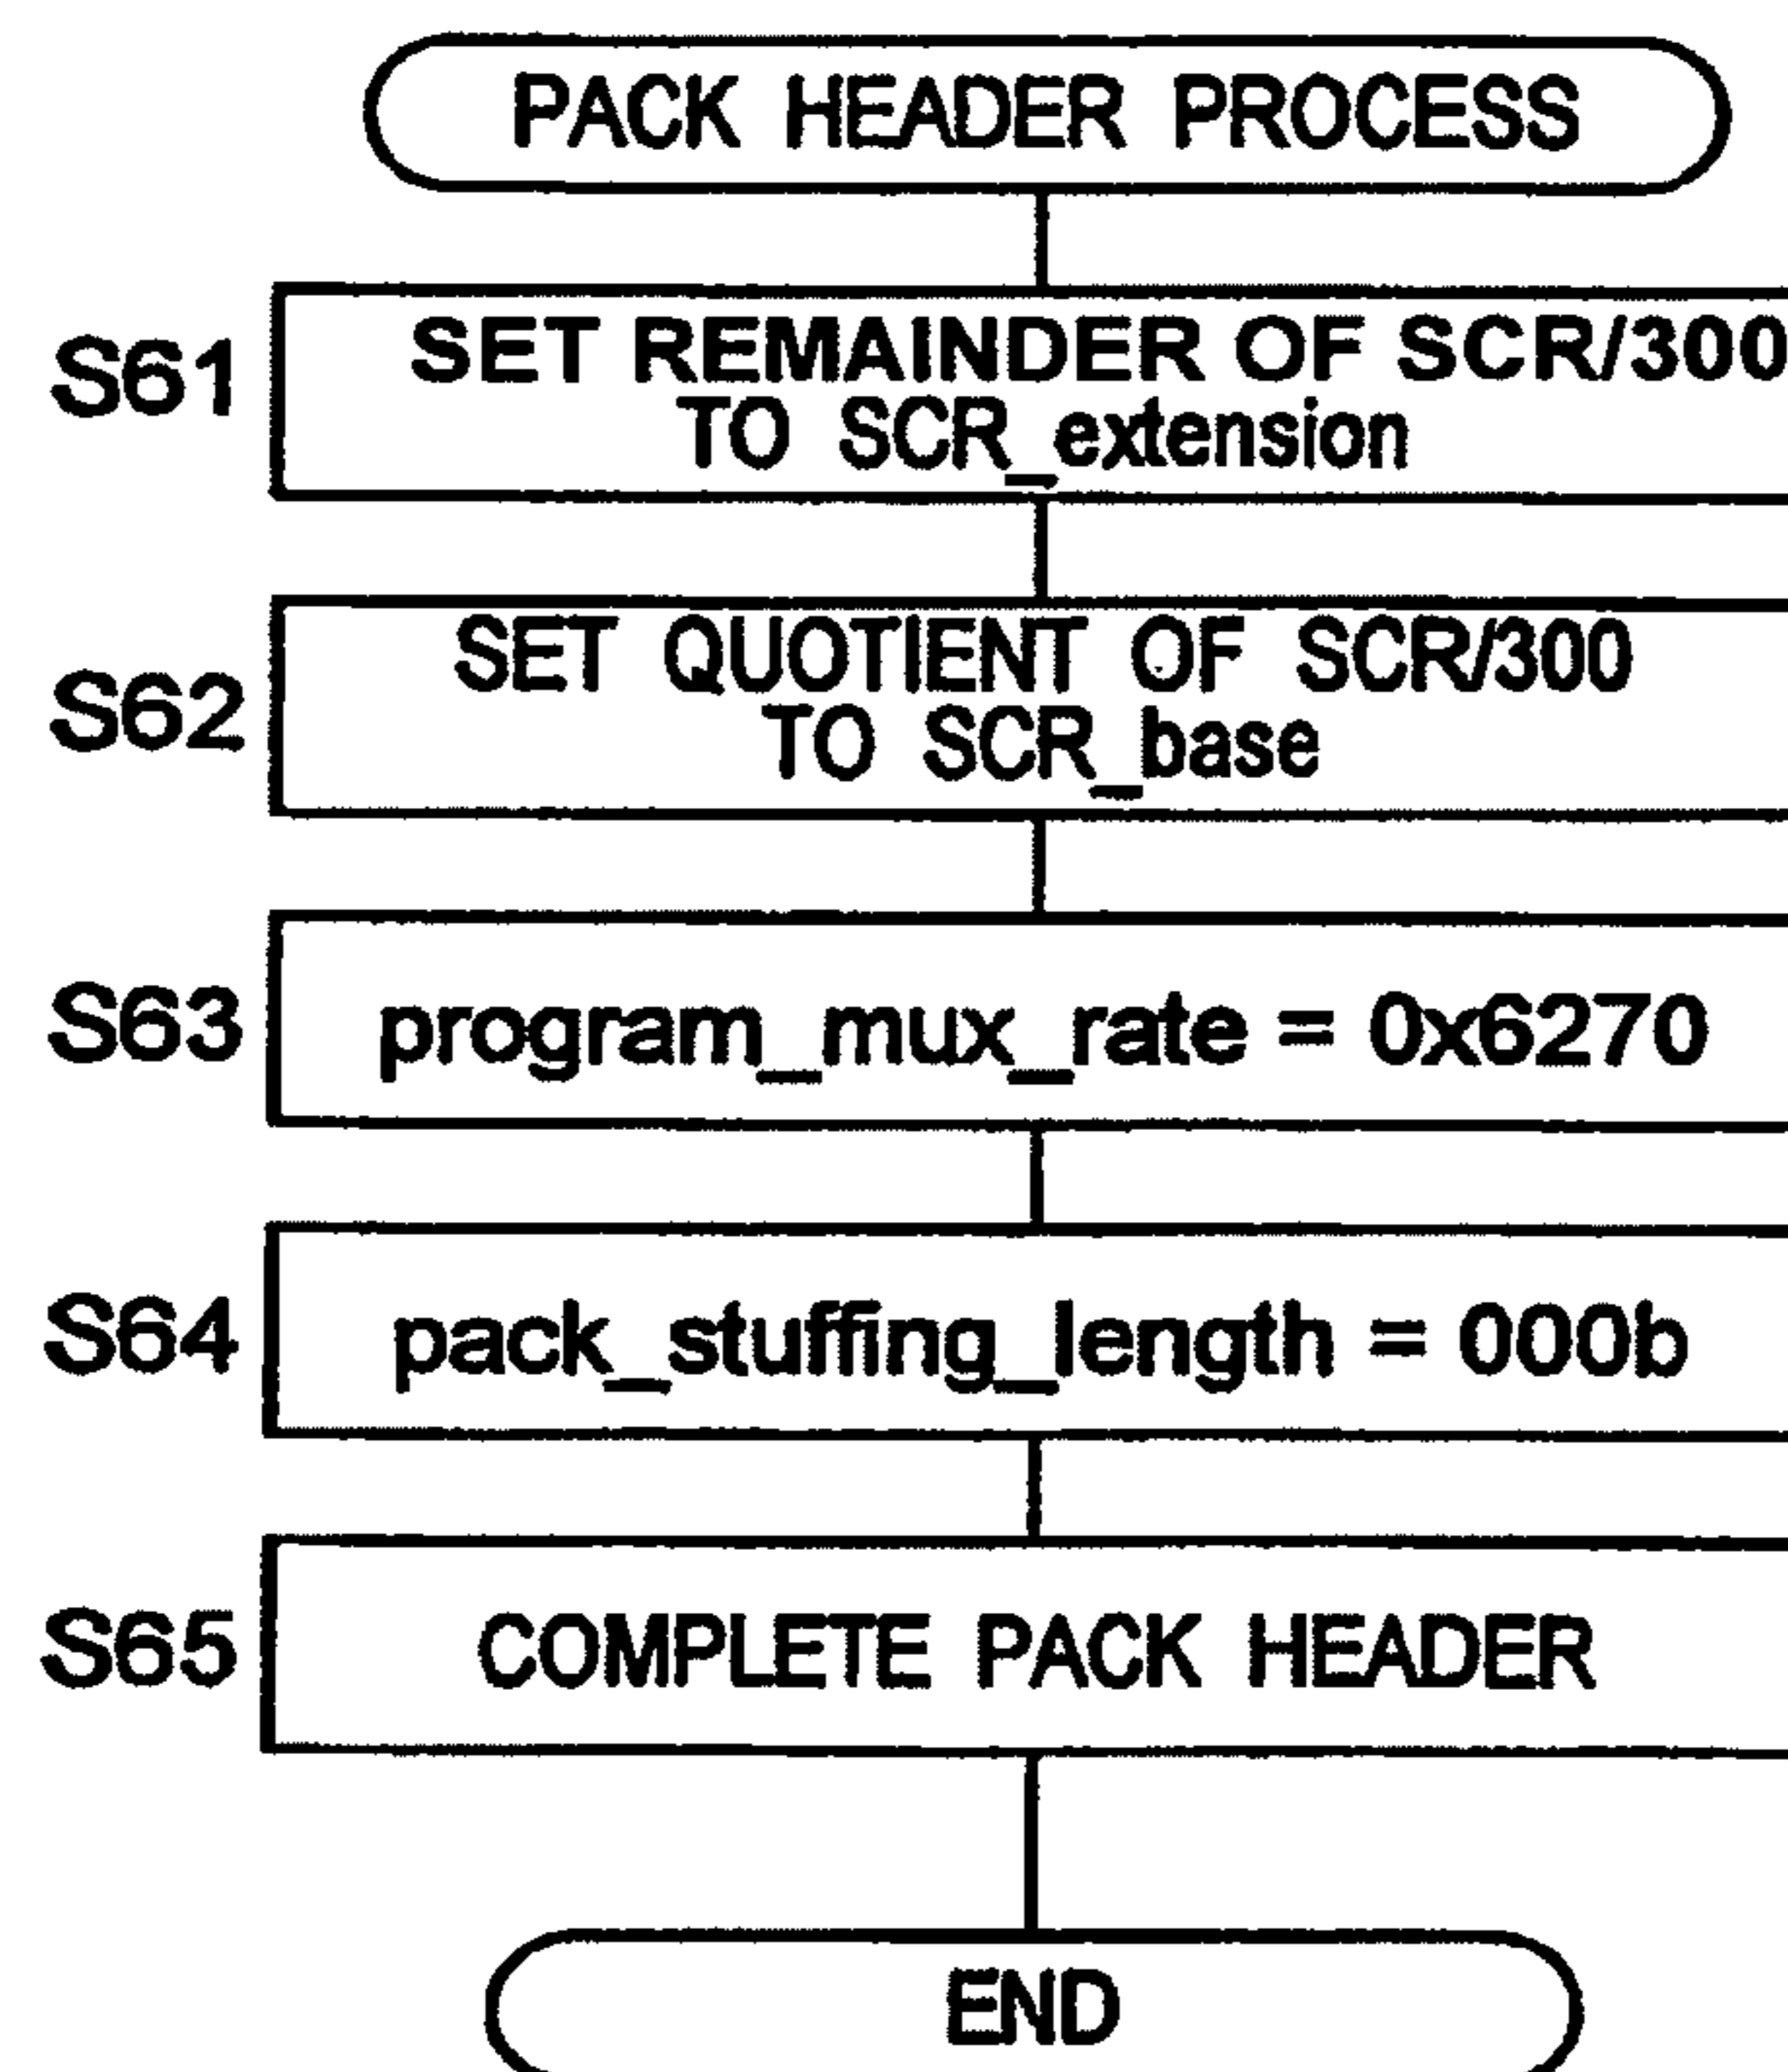 PACK HEADER PROCESS
S61
SET REMAINDER OF SCR/300
TO SCR_extension
S62
SET QUOTIENT OF SCR/300
TO SCR_base
S63
program_mux_rate = 0x6270
S64
pack_stuffing_length = 000b
S65
COMPLETE PACK HEADER
END